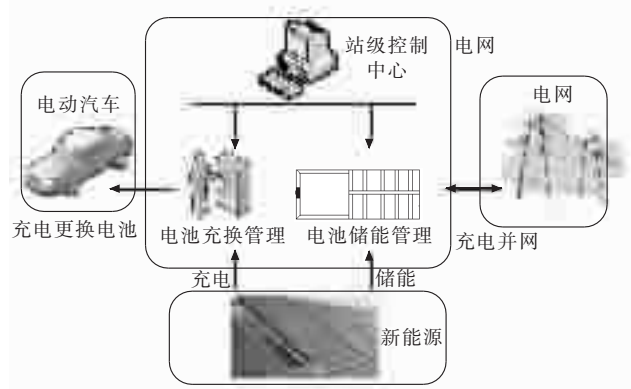 站级控制
中心
电网
电动汽车
电网
充电更换电池
电池充换管理
电池储能管理
充电并网
充电
储能
新能源